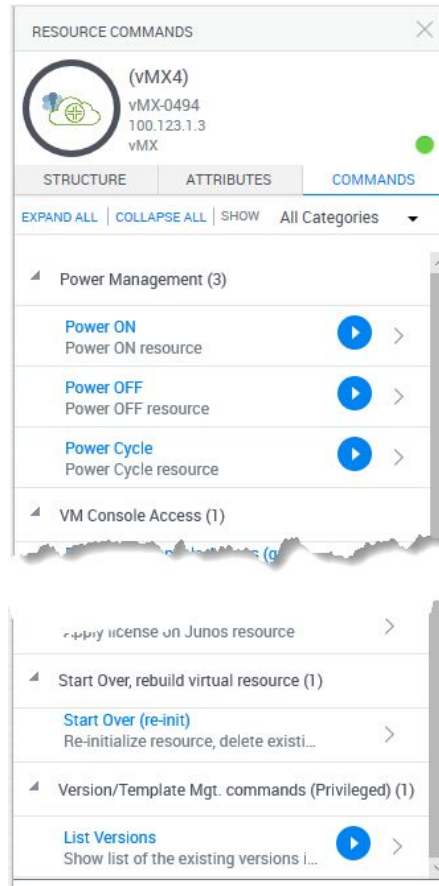 RESOURCE COMMANDS
(vMX4)
vMX-0494
100.123.1.3
vMX
STRUCTURE ATTRIBUTES COMMANDS
EXPAND ALL | COLLAPSE ALL | SHOW All Categories
Power Management (3)
Power ON
Power ON resource
Power OFF
Power OFF resource
Power Cycle
Power Cycle resource
VM Console Access (1)
Apply license on Junos resource
Start Over, rebuild virtual resource (1)
Start Over (re-init)
Re-initialize resource, delete existi...
Version/Template Mgt. commands (Privileged) (1)
List Versions
Show list of the existing versions i...